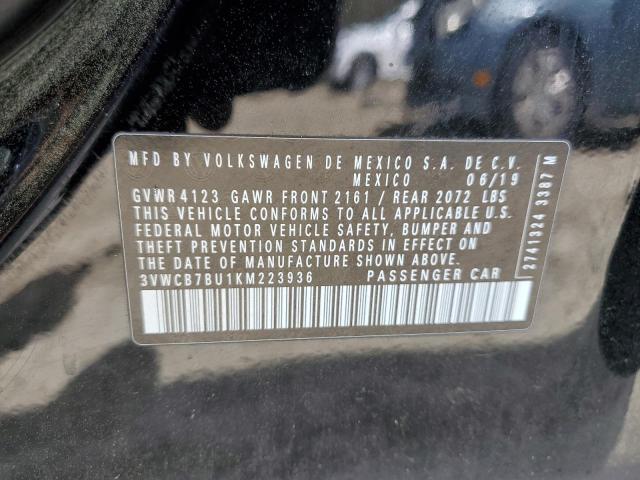 MFD BY VOLKSWAGEN DE MEXICO S.A. DE C.V.
MEXICO 06/19
GVWR 4123 GAWR FRONT 2161 / REAR 2072 LBS
THIS VEHICLE CONFORMS TO ALL APPLICABLE U.S.
FEDERAL MOTOR VEHICLE SAFETY, BUMPER AND
THEFT PREVENTION STANDARDS IN EFFECT ON
THE DATE OF MANUFACTURE SHOWN ABOVE.
3VWCB7BU1KM223936 PASSENGER CAR
2741324 3387 M